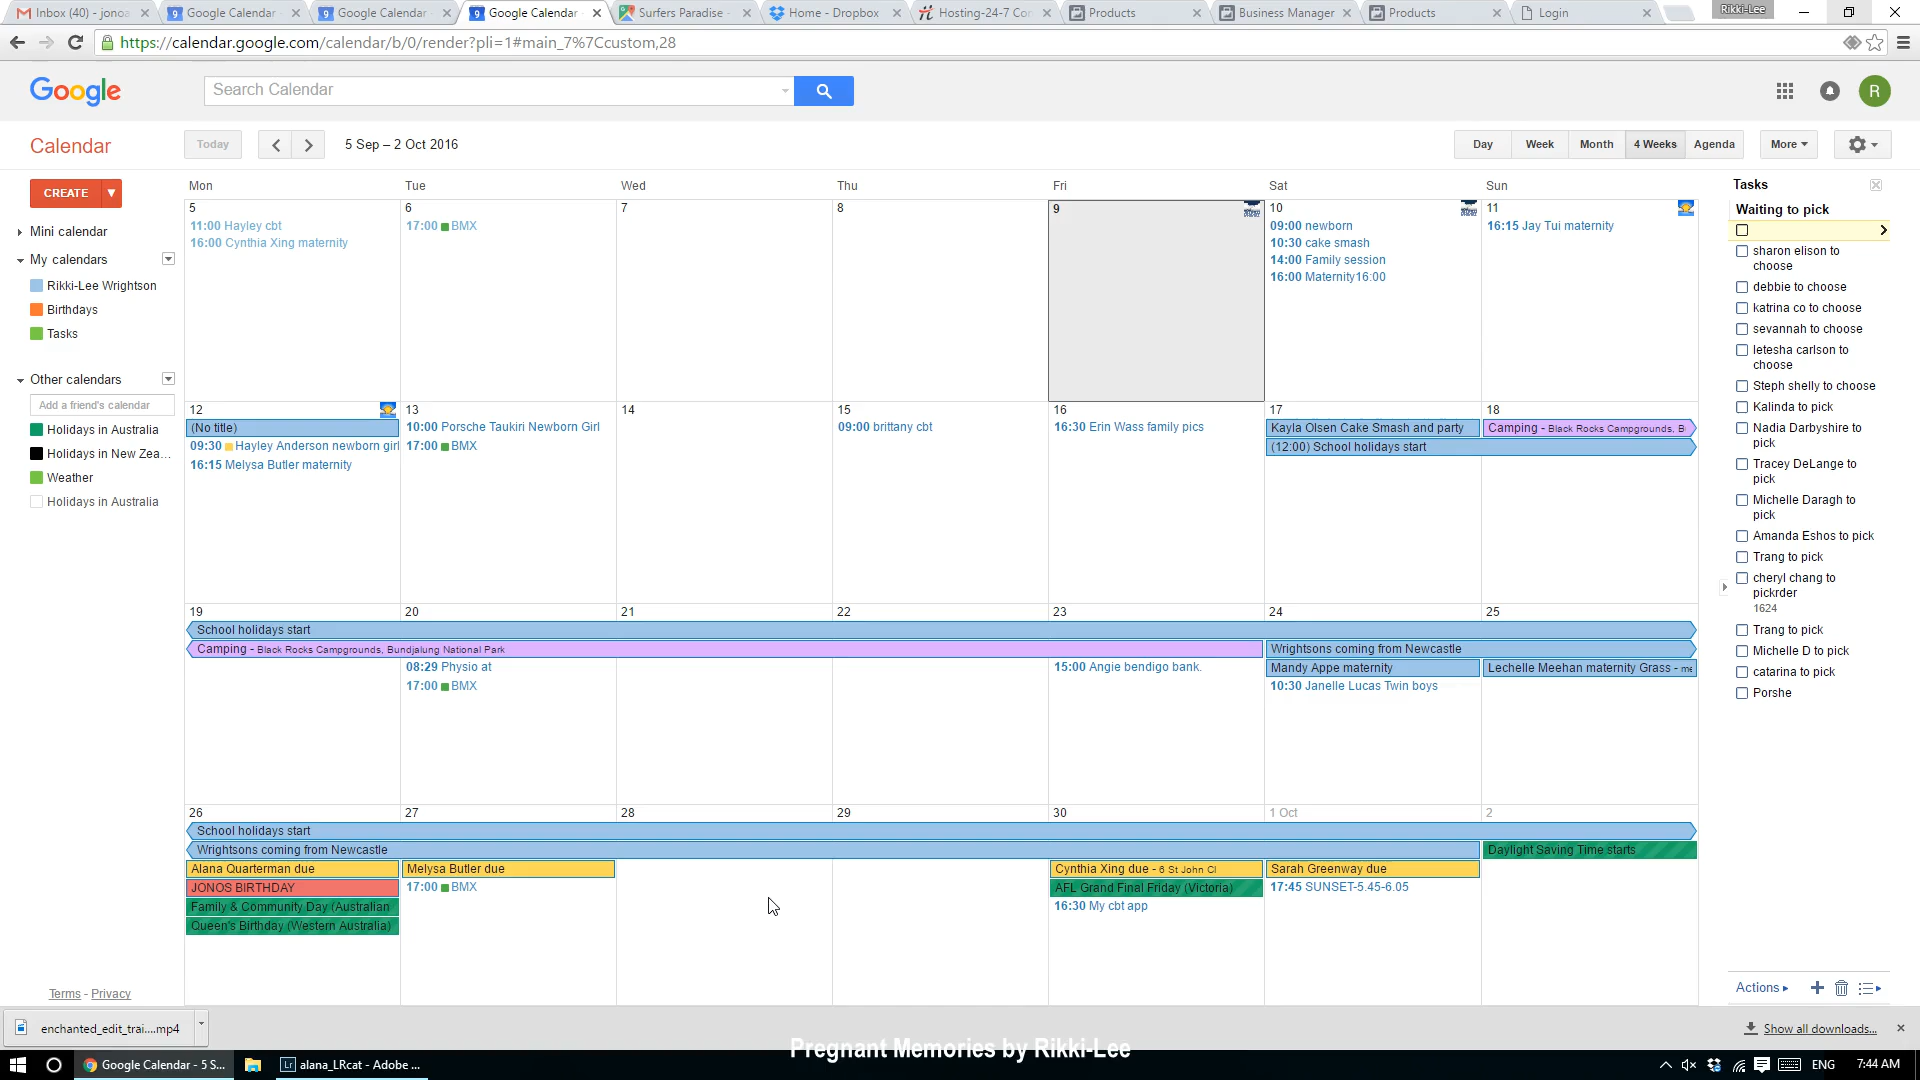 Inbox (40) - jono
Google Calendar
Google Calendar
Google Calendar
Surfers Paradise -
Home - Dropbox
Hosting-24-7 Co
Products
Business Manager
Products
Login
Rikki-Lee
https://calendar.google.com/calendar/b/0/render?pli=1#main_7%7Ccustom,28
Google
Search Calendar
R
Calendar
Today
5 Sep – 2 Oct 2016
Day
Week
Month
4 Weeks
Agenda
More
CREATE
Mini calendar
My calendars
Rikki-Lee Wrightson
Birthdays
Tasks
Other calendars
Add a friend's calendar
Holidays in Australia
Holidays in New Zea...
Weather
Holidays in Australia
Terms - Privacy
Mon
Tue
Wed
Thu
Fri
Sat
Sun
5
11:00 Hayley cbt
16:00 Cynthia Xing maternity
6
17:00 BMX
7
8
9
10
09:00 newborn
10:30 cake smash
14:00 Family session
16:00 Maternity16:00
11
16:15 Jay Tui maternity
12
(No title)
09:30 Hayley Anderson newborn girl
16:15 Melysa Butler maternity
13
10:00 Porsche Taukiri Newborn Girl
17:00 BMX
14
15
09:00 brittany cbt
16
16:30 Erin Wass family pics
17
Kayla Olsen Cake Smash and party
18
Camping - Black Rocks Campgrounds, B
(12:00) School holidays start
19
20
21
22
23
24
25
School holidays start
Camping - Black Rocks Campgrounds, Bundjalung National Park
Wrightsons coming from Newcastle
08:29 Physio at
17:00 BMX
15:00 Angie bendigo bank.
Mandy Appe maternity
10:30 Janelle Lucas Twin boys
Lechelle Meehan maternity Grass - me
26
27
28
29
30
1 Oct
2
School holidays start
Wrightsons coming from Newcastle
Daylight Saving Time starts
Alana Quarterman due
JONOS BIRTHDAY
Family & Community Day (Australian
Queen's Birthday (Western Australia)
Melysa Butler due
17:00 BMX
Cynthia Xing due - 6 St John Cl
AFL Grand Final Friday (Victoria)
16:30 My cbt app
Sarah Greenway due
17:45 SUNSET-5.45-6.05
Tasks
Waiting to pick
sharon elison to
choose
debbie to choose
katrina co to choose
sevannah to choose
letesha carlson to
choose
Steph shelly to choose
Kalinda to pick
Nadia Darbyshire to
pick
Tracey DeLange to
pick
Michelle Daragh to
pick
Amanda Eshos to pick
Trang to pick
cheryl chang to
pickrder
1624
Trang to pick
Michelle D to pick
catarina to pick
Porshe
Actions
enchanted_edit_trai....mp4
Show all downloads...
Pregnant Memories by Rikki-Lee
Google Calendar - 5 S...
Lr
alana_LRcat - Adobe ...
ENG
7:44 AM